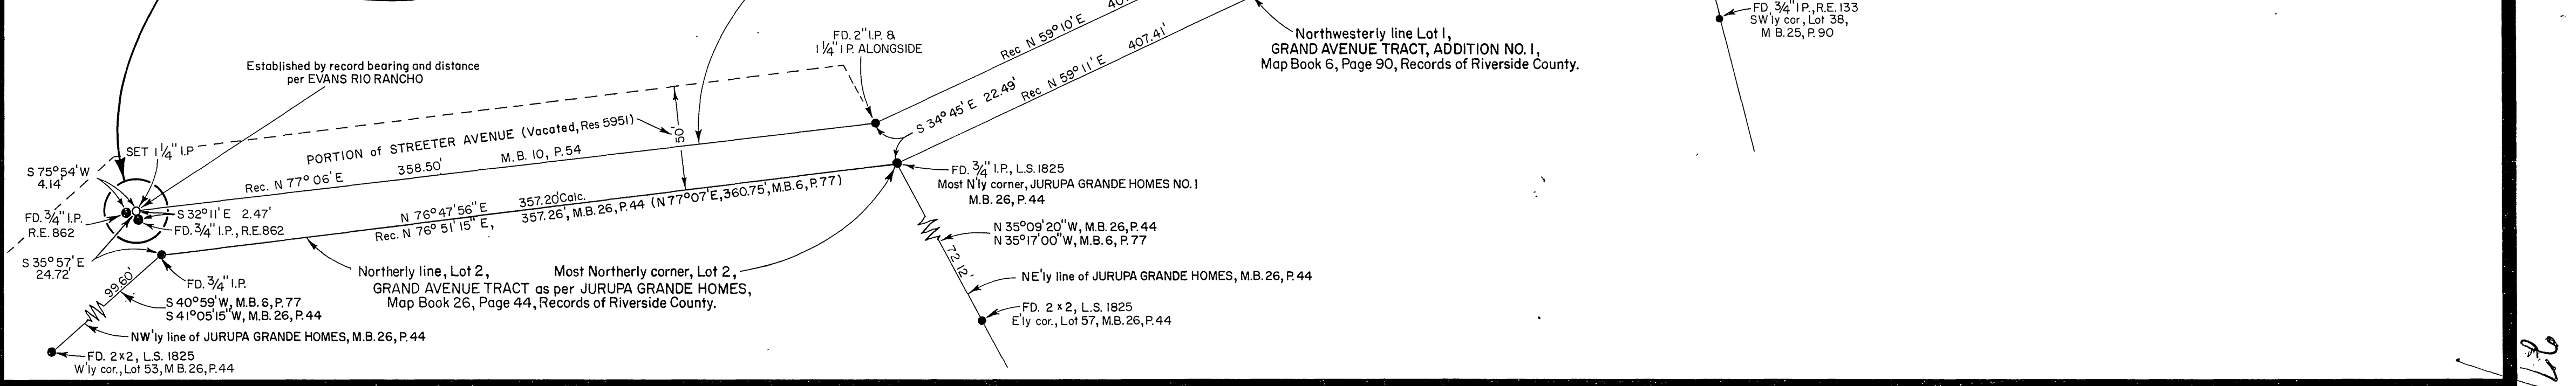 FD. 3/4" I.P., R.E. 133
SW'ly cor, Lot 38,
M B.25, P.90
FD. 2" I.P. &
1 1/4" I P. ALONGSIDE
Rec N 59°10'E
Rec N 59°11'E 407.41'
Northwesterly line Lot 1,
GRAND AVENUE TRACT, ADDITION NO. 1,
Map Book 6, Page 90, Records of Riverside County.
Established by record bearing and distance
per EVANS RIO RANCHO
S 34°45'E 22.49'
PORTION of STREETER AVENUE (Vacated, Res 5951)
50'
SET 1 1/4" I.P
M.B. 10, P.54
Rec. N 77°06'E 358.50'
S 75°54'W
4.14'
FD. 3/4" I.P.
R.E. 862
S 32°11'E 2.47'
FD. 3/4" I.P., R.E.862
S 35°57'E
24.72'
N 76°47'56"E 357.20'Calc.
Rec. N 76°51'15"E, 357.26', M.B.26, P.44 (N77°07'E, 360.75', M.B.6, P.77)
FD. 3/4" I.P., L.S.1825
Most N'ly corner, JURUPA GRANDE HOMES NO.1
M.B. 26, P.44
N 35°09'20"W, M.B.26, P.44
N 35°17'00"W, M.B.6, P.77
72.12'
NE'ly line of JURUPA GRANDE HOMES, M.B.26, P.44
FD. 2 x 2, L.S. 1825
E'ly cor., Lot 57, M.B.26, P.44
Northerly line, Lot 2,
Most Northerly corner, Lot 2,
GRAND AVENUE TRACT as per JURUPA GRANDE HOMES,
Map Book 26, Page 44, Records of Riverside County.
FD. 3/4" I.P.
99.60'
S 40°59'W, M.B.6, P.77
S 41°05'15"W, M.B.26, P.44
NW'ly line of JURUPA GRANDE HOMES, M.B.26, P.44
FD. 2x2, L.S. 1825
W'ly cor., Lot 53, M B.26, P.44